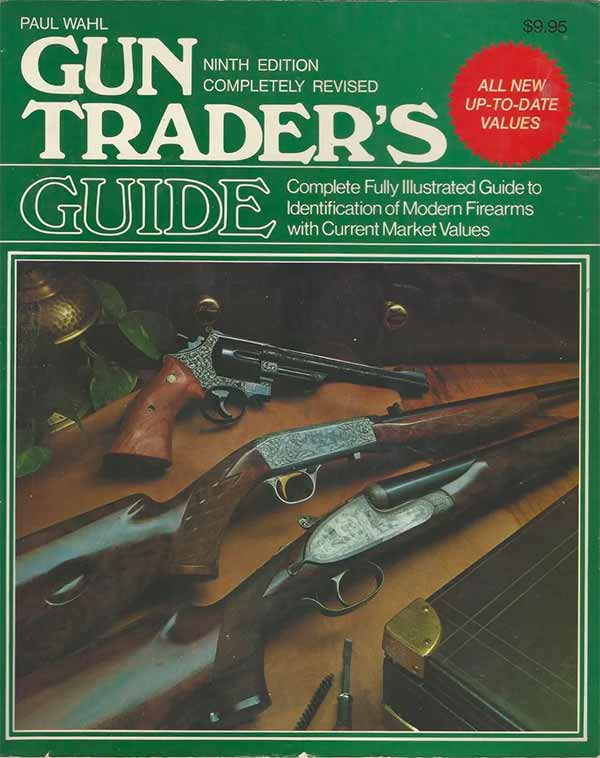 PAUL WAHL
$9.95
GUN
NINTH EDITION
COMPLETELY REVISED
TRADER'S
ALL NEW
UP-TO-DATE
VALUES
GUIDE
Complete Fully Illustrated Guide to
Identification of Modern Firearms
with Current Market Values